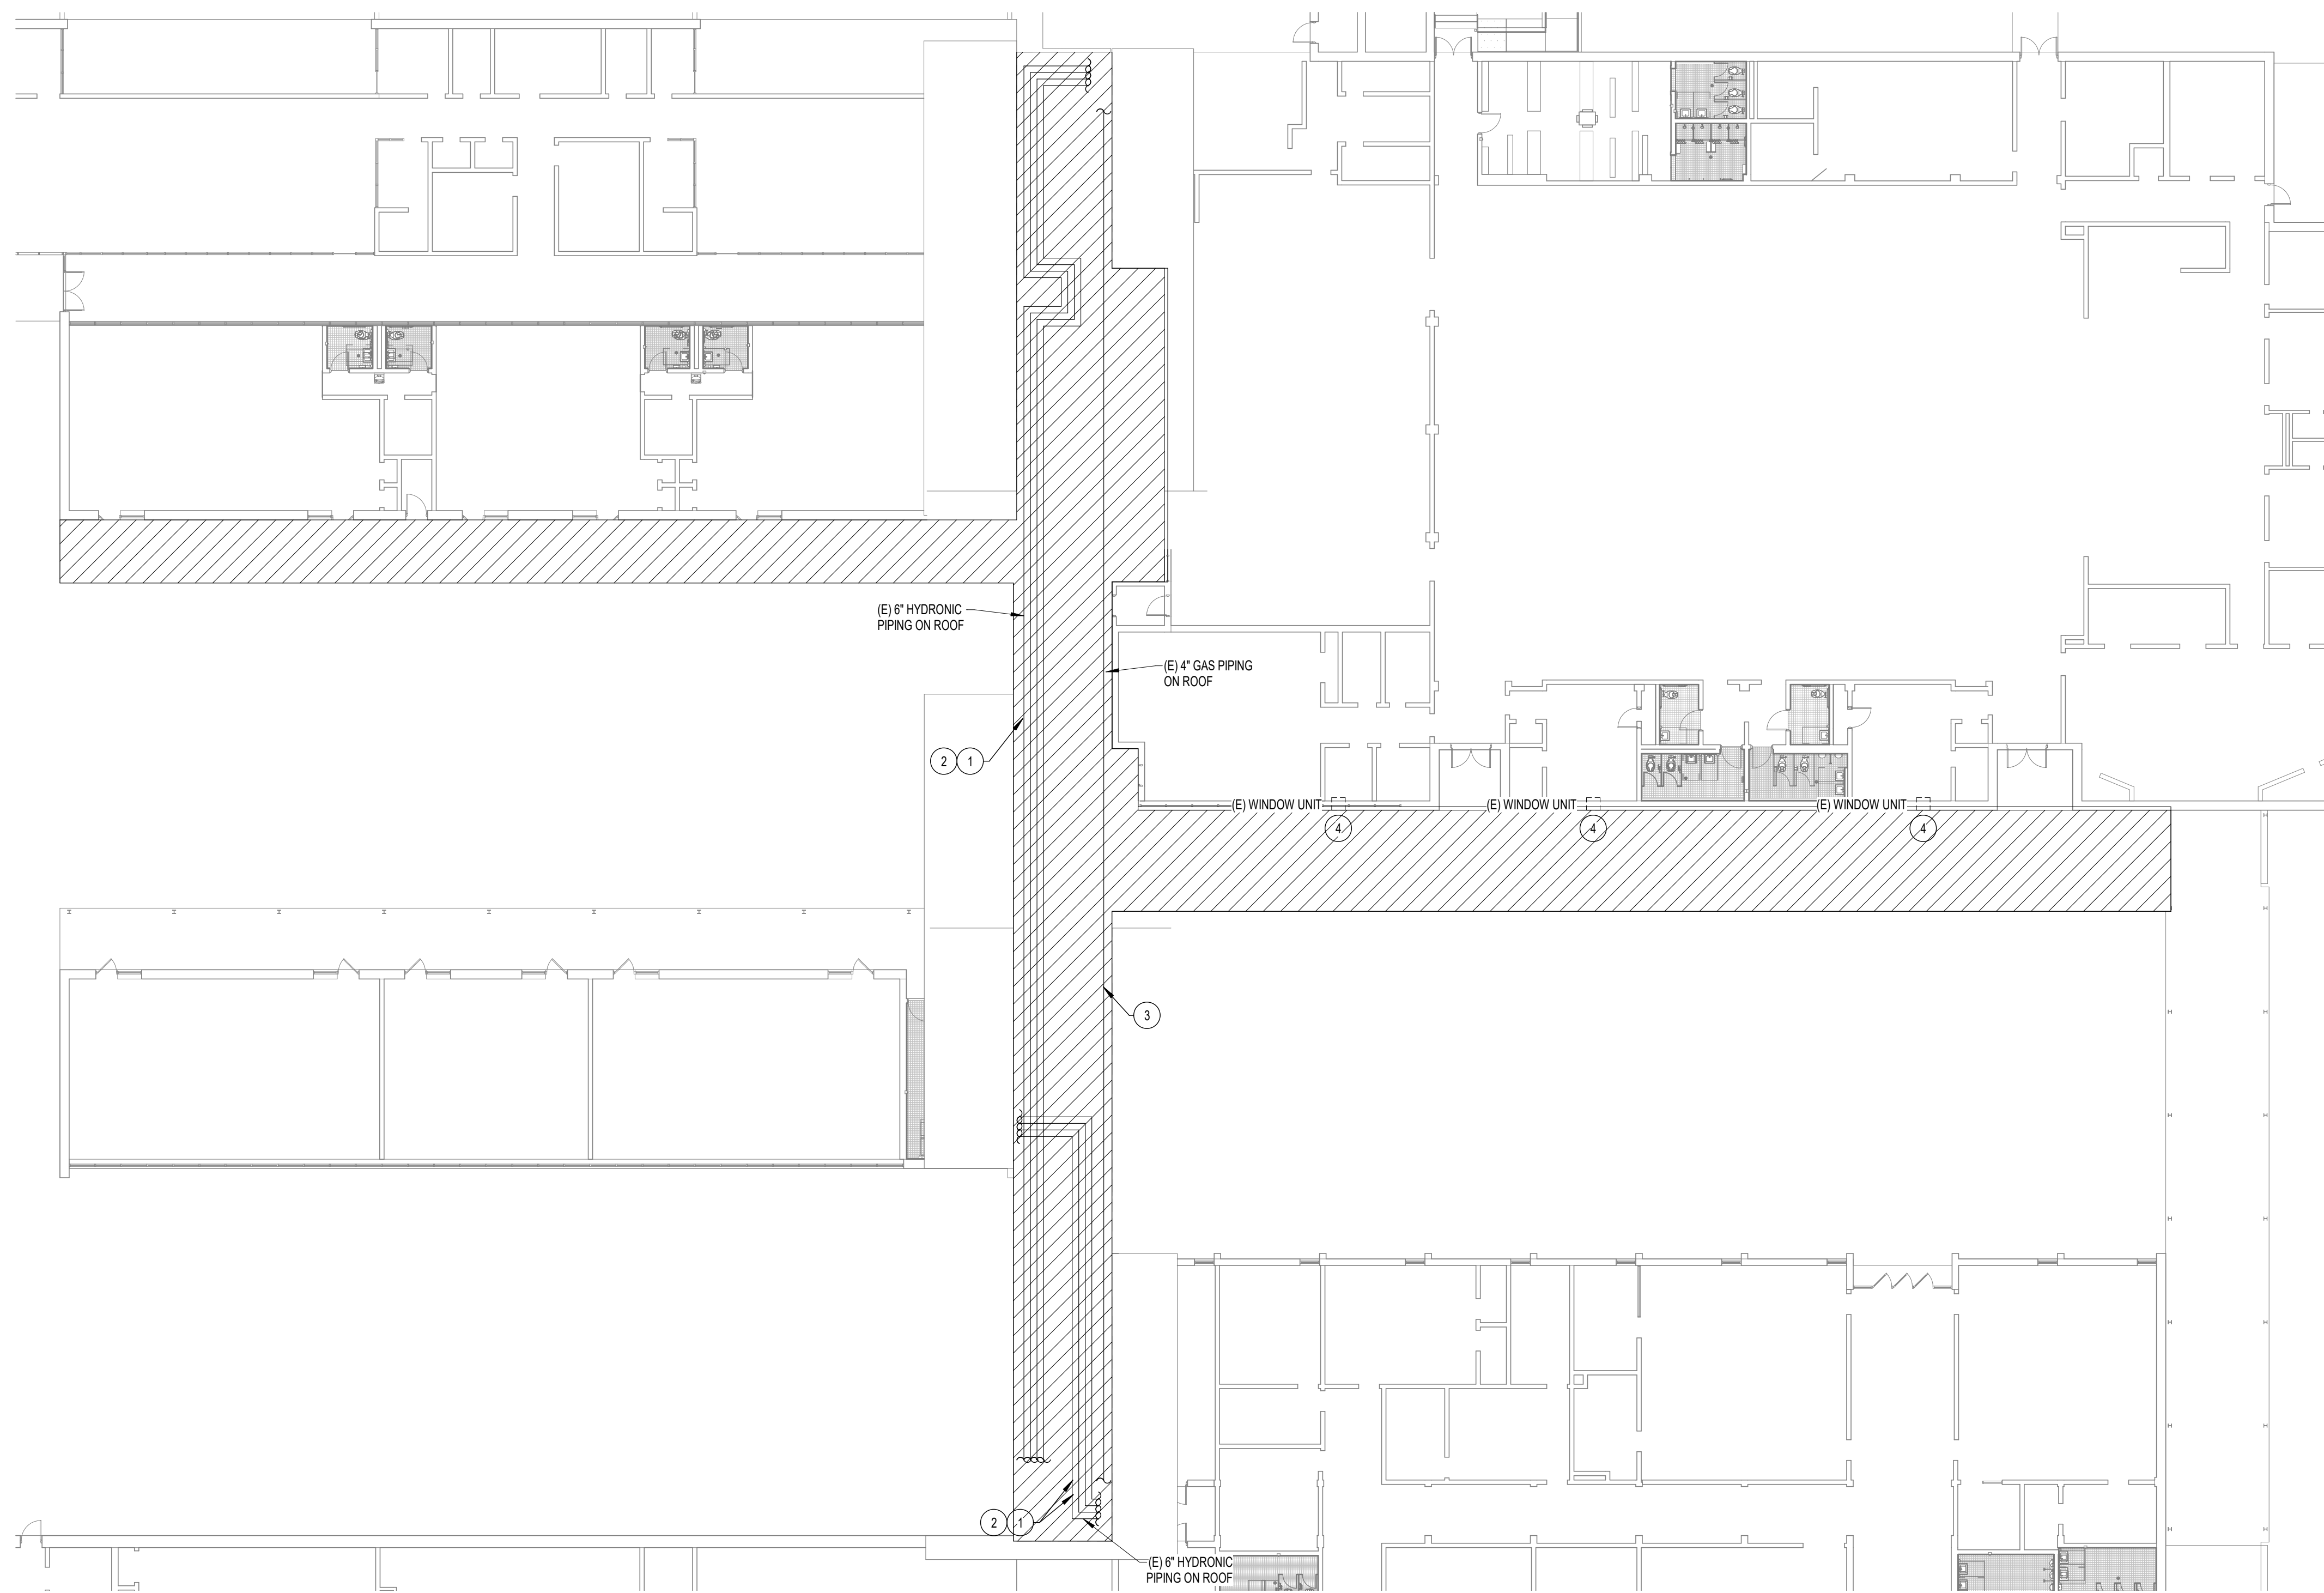 (E) 6" HYDRONIC
PIPING ON ROOF
(E) 4" GAS PIPING
ON ROOF
2 1
(E) WINDOW UNIT
(E) WINDOW UNIT
(E) WINDOW UNIT
4
4
4
3
2 1
(E) 6" HYDRONIC
PIPING ON ROOF